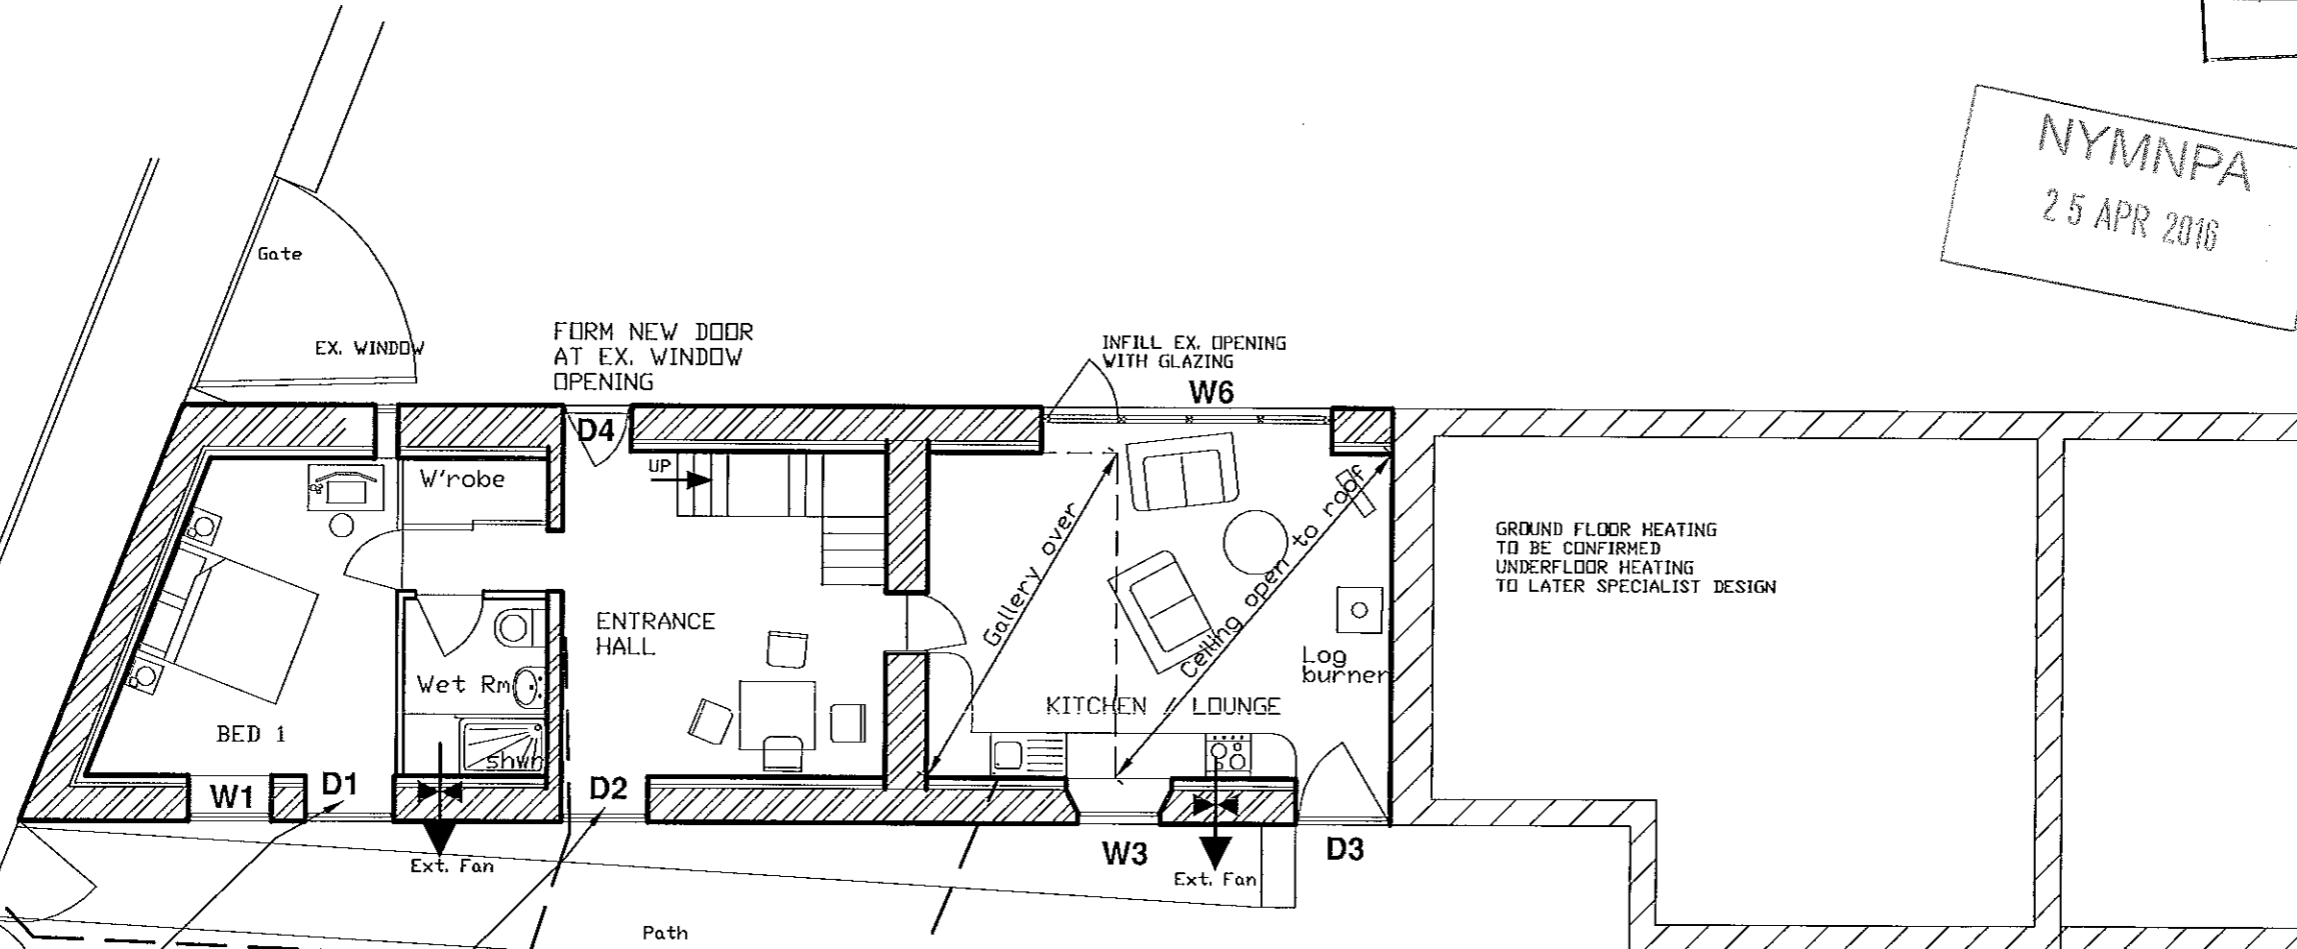 NYMNPA
25 APR 2016
Gate
EX. WINDOW
FORM NEW DOOR
AT EX. WINDOW
OPENING
INFILL EX. OPENING
WITH GLAZING
W6
D4
UP
W'robe
Gallery over
Ceiling open to roof
GROUND FLOOR HEATING
TO BE CONFIRMED
UNDERFLOOR HEATING
TO LATER SPECIALIST DESIGN
ENTRANCE
HALL
Log
burner
Wet Rm
KITCHEN / LOUNGE
BED 1
shwr
W1
D1
D2
W3
D3
Ext. Fan
Ext. Fan
Path